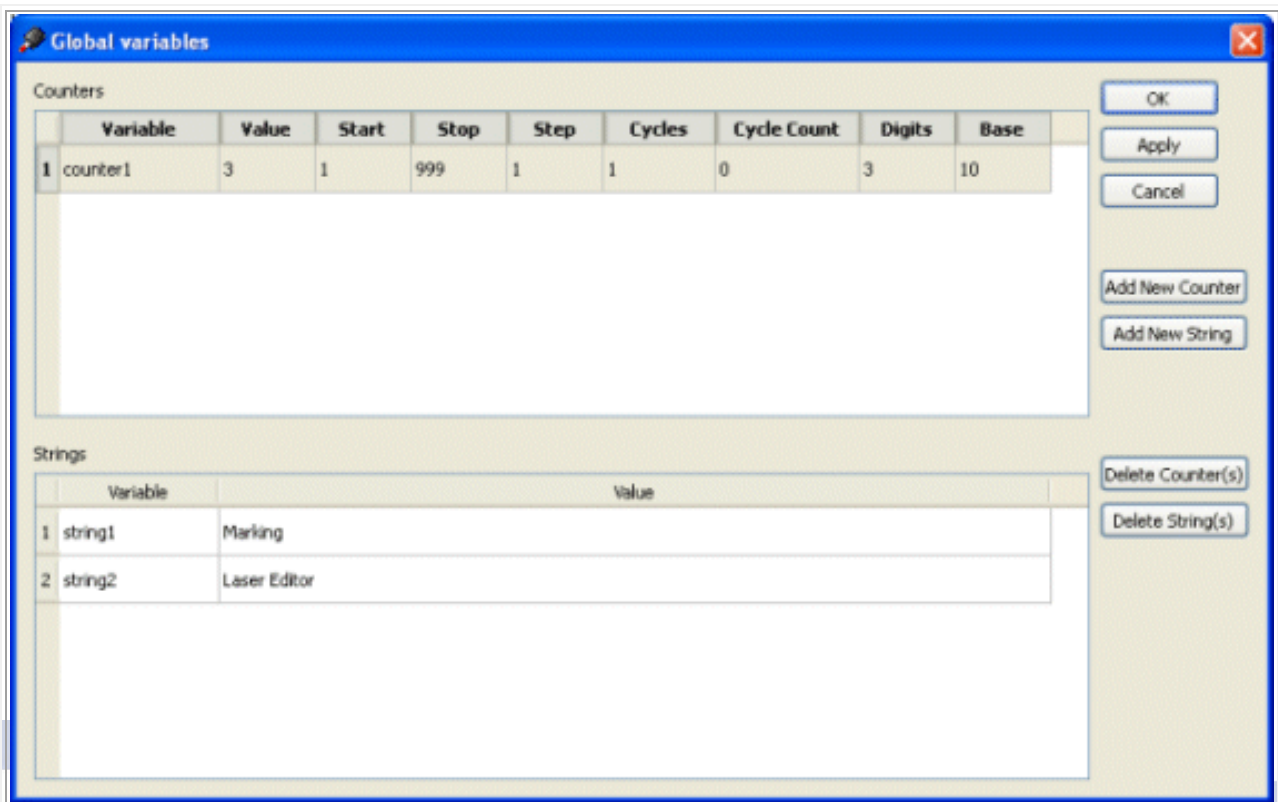 Global variables
Counters
OK
Variable Value Start Stop Step Cycles Cycle Count Digits Base
Apply
1 counter1 3 1 999 1 1 0 3 10
Cancel
Add New Counter
Add New String
Strings
Delete Counter(s)
Variable Value
Delete String(s)
1 string1 Marking
2 string2 Laser Editor